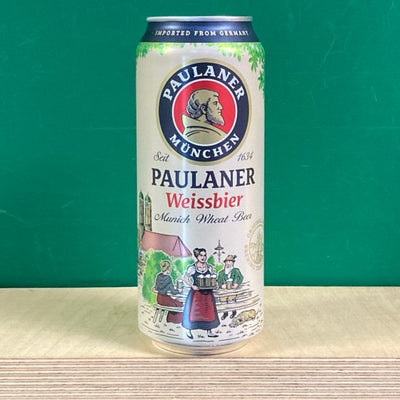 IMPORTED FROM GERMANY
PAULANER
MÜNCHEN
Seit 1634
PAULANER
Weissbier
Munich Wheat Beer